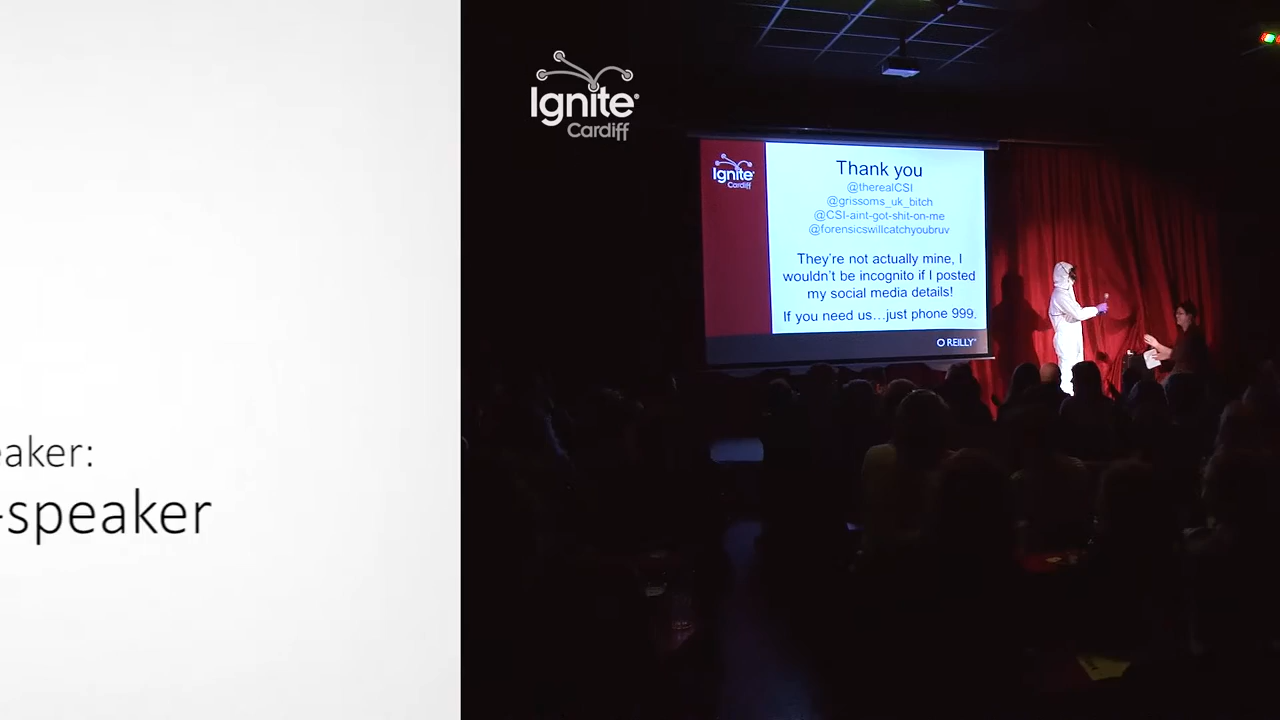 eaker:
-speaker
Ignite
Cardiff
Ignite
Cardiff
Thank you
@therealCSI
@grissoms_uk_bitch
@CSI-aint-got-shit-on-me
@forensicswillcatchyoubruv
They're not actually mine, I
wouldn't be incognito if I posted
my social media details!
If you need us...just phone 999.
O'REILLY